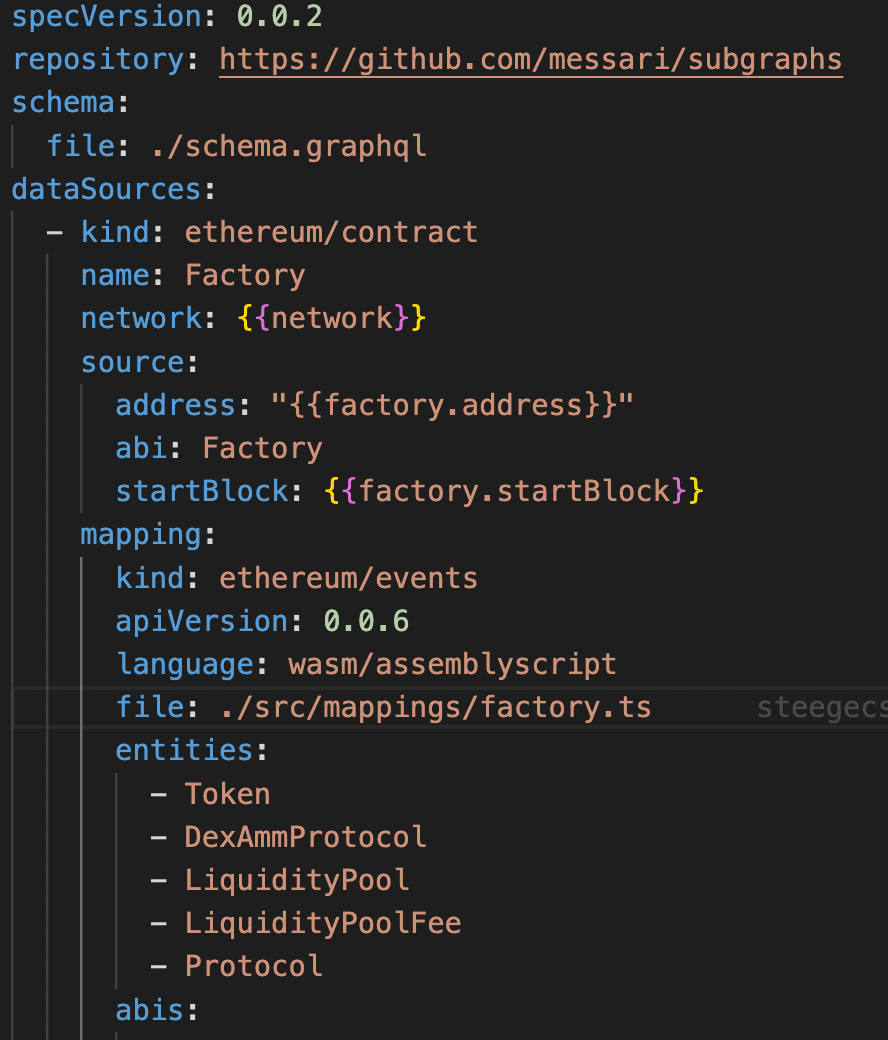 specVersion: 0.0.2
repository: https://github.com/messari/subgraphs
schema:
  file: ./schema.graphql
dataSources:
  - kind: ethereum/contract
    name: Factory
    network: {{network}}
    source:
      address: "{{factory.address}}"
      abi: Factory
      startBlock: {{factory.startBlock}}
    mapping:
      kind: ethereum/events
      apiVersion: 0.0.6
      language: wasm/assemblyscript
      file: ./src/mappings/factory.ts steegecs
      entities:
        - Token
        - DexAmmProtocol
        - LiquidityPool
        - LiquidityPoolFee
        - Protocol
      abis: